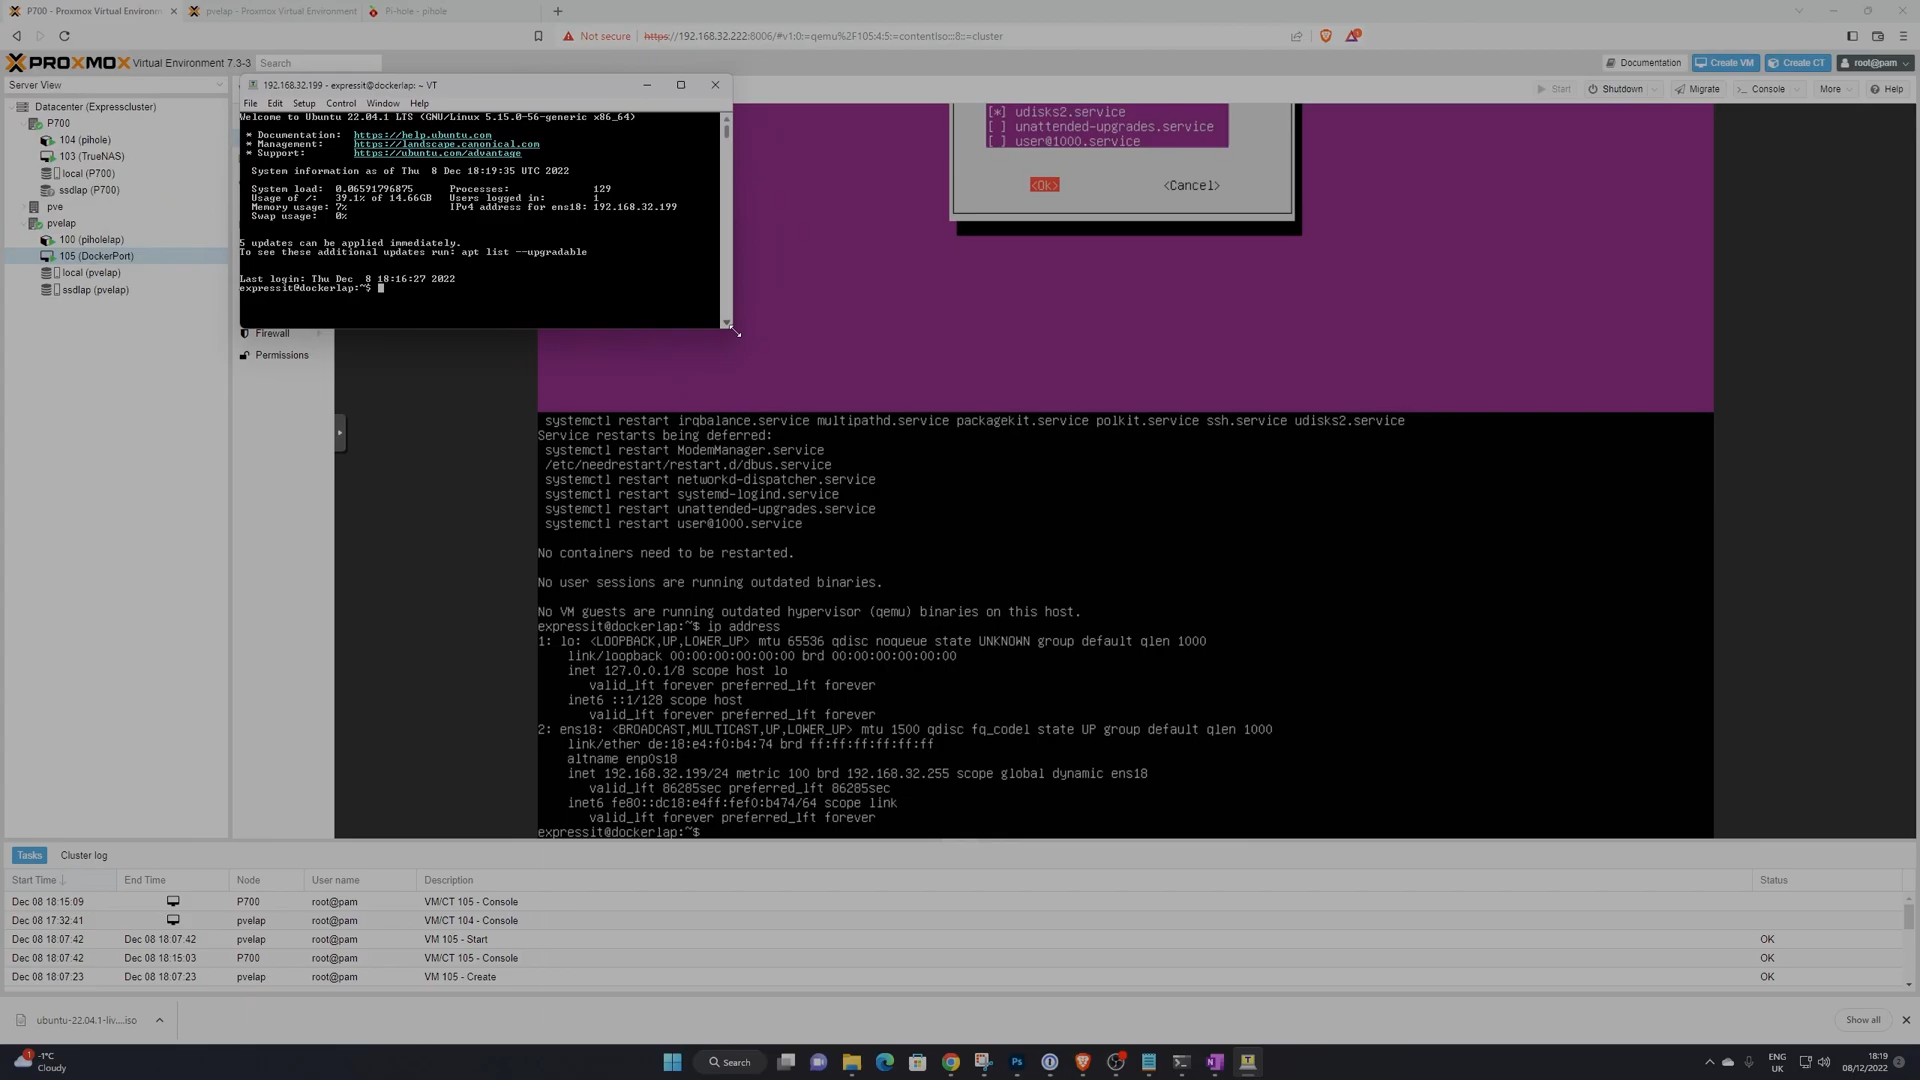 P700 - Proxmox Virtual Environm
pvelap - Proxmox Virtual Environment
Pi-hole - pihole
Not secure
https://192.168.32.222:8006/#v1:0:=qemu%2F105:4:5:=contentIso:::8::=cluster
PROXMOX Virtual Environment 7.3-3
Search
Documentation
Create VM
Create CT
root@pam
Server View
Start
Shutdown
Migrate
Console
More
Help
Datacenter (Expresscluster)
P700
104 (pihole)
103 (TrueNAS)
local (P700)
ssdlap (P700)
pve
pvelap
100 (piholelap)
105 (DockerPort)
local (pvelap)
ssdlap (pvelap)
192.168.32.199 - expressit@dockerlap: ~ VT
File Edit Setup Control Window Help
Welcome to Ubuntu 22.04.1 LTS (GNU/Linux 5.15.0-56-generic x86_64)
* Documentation: https://help.ubuntu.com
* Management: https://landscape.canonical.com
* Support: https://ubuntu.com/advantage
System information as of Thu 8 Dec 18:19:35 UTC 2022
System load: 0.06591796875 Processes: 129
Usage of /: 39.1% of 14.66GB Users logged in: 1
Memory usage: 7% IPv4 address for ens18: 192.168.32.199
Swap usage: 0%
5 updates can be applied immediately.
To see these additional updates run: apt list --upgradable
Last login: Thu Dec 8 18:16:27 2022
expressit@dockerlap:~$
Firewall
Permissions
[*] udisks2.service
[ ] unattended-upgrades.service
[ ] user@1000.service
<Ok>
<Cancel>
systemctl restart irqbalance.service multipathd.service packagekit.service polkit.service ssh.service udisks2.service
Service restarts being deferred:
systemctl restart ModemManager.service
/etc/needrestart/restart.d/dbus.service
systemctl restart networkd-dispatcher.service
systemctl restart systemd-logind.service
systemctl restart unattended-upgrades.service
systemctl restart user@1000.service
No containers need to be restarted.
No user sessions are running outdated binaries.
No VM guests are running outdated hypervisor (qemu) binaries on this host.
expressit@dockerlap:~$ ip address
1: lo: <LOOPBACK,UP,LOWER_UP> mtu 65536 qdisc noqueue state UNKNOWN group default qlen 1000
link/loopback 00:00:00:00:00:00 brd 00:00:00:00:00:00
inet 127.0.0.1/8 scope host lo
valid_lft forever preferred_lft forever
inet6 ::1/128 scope host
valid_lft forever preferred_lft forever
2: ens18: <BROADCAST,MULTICAST,UP,LOWER_UP> mtu 1500 qdisc fq_codel state UP group default qlen 1000
link/ether de:18:e4:f0:b4:74 brd ff:ff:ff:ff:ff:ff
altname enp0s18
inet 192.168.32.199/24 metric 100 brd 192.168.32.255 scope global dynamic ens18
valid_lft 86285sec preferred_lft 86285sec
inet6 fe80::dc18:e4ff:fef0:b474/64 scope link
valid_lft forever preferred_lft forever
expressit@dockerlap:~$
Tasks
Cluster log
Start Time End Time Node User name Description Status
Dec 08 18:15:09 P700 root@pam VM/CT 105 - Console
Dec 08 17:32:41 pvelap root@pam VM/CT 104 - Console
Dec 08 18:07:42 Dec 08 18:07:42 pvelap root@pam VM 105 - Start OK
Dec 08 18:07:42 Dec 08 18:15:03 P700 root@pam VM/CT 105 - Console OK
Dec 08 18:07:23 Dec 08 18:07:23 pvelap root@pam VM 105 - Create OK
ubuntu-22.04.1-liv....iso
Show all
1
-1°C
Cloudy
Search
ENG
UK
18:19
08/12/2022